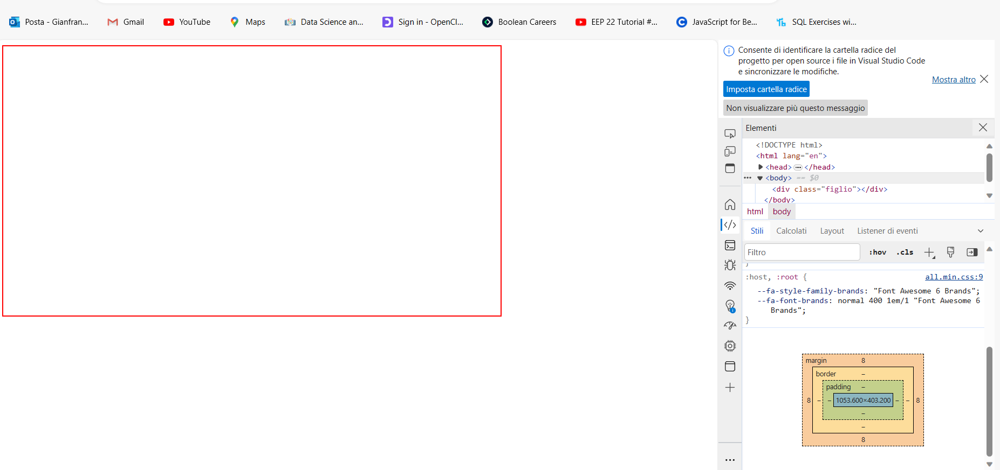 Posta - Gianfran... Gmail YouTube Maps Data Science an... Sign in - OpenCl... Boolean Careers EEP 22 Tutorial #... JavaScript for Be... SQL Exercises wi...
Consente di identificare la cartella radice del
progetto per open source i file in Visual Studio Code
e sincronizzare le modifiche.
Mostra altro
Imposta cartella radice
Non visualizzare più questo messaggio
Elementi
<!DOCTYPE html>
<html lang="en">
<head> ... </head>
<body> == $0
<div class="figlio"></div>
</body>
html body
Stili Calcolati Layout Listener di eventi
Filtro :hov .cls
}
:host, :root { all.min.css:9
--fa-style-family-brands: "Font Awesome 6 Brands";
--fa-font-brands: normal 400 1em/1 "Font Awesome 6
Brands";
}
margin 8
border –
padding –
8 – – 1053.600×403.200 – – 8
–
–
8